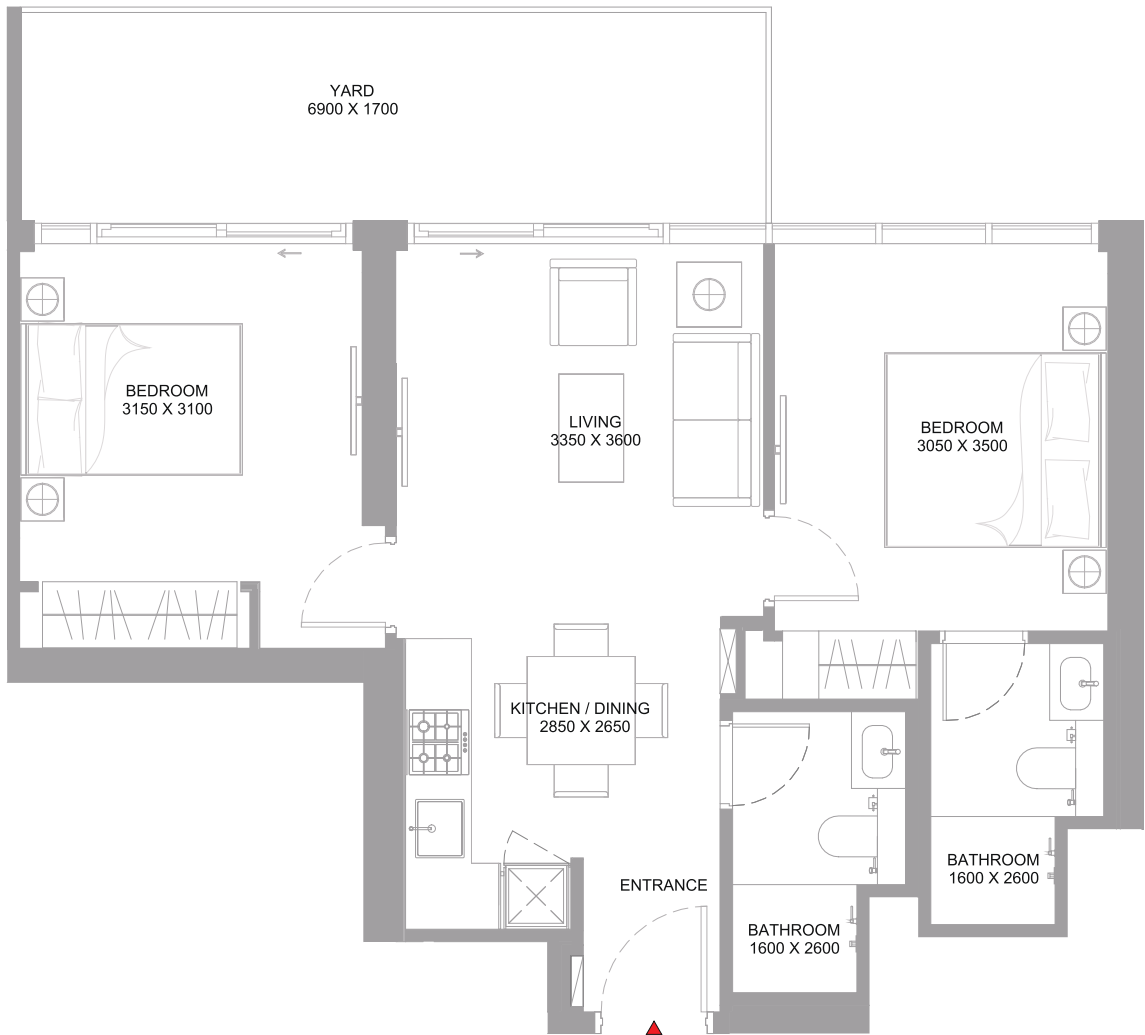 YARD
6900 X 1700
BEDROOM
3150 X 3100
LIVING
3350 X 3600
BEDROOM
3050 X 3500
KITCHEN / DINING
2850 X 2650
BATHROOM
1600 X 2600
ENTRANCE
BATHROOM
1600 X 2600